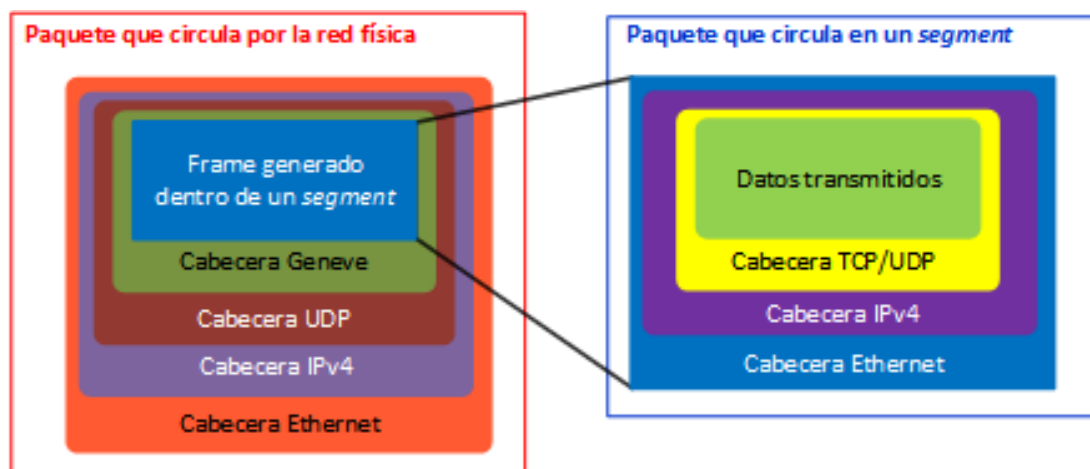 Paquete que circula por la red física
Frame generado
dentro de un segment
Cabecera Geneve
Cabecera UDP
Cabecera IPv4
Cabecera Ethernet
Paquete que circula en un segment
Datos transmitidos
Cabecera TCP/UDP
Cabecera IPv4
Cabecera Ethernet